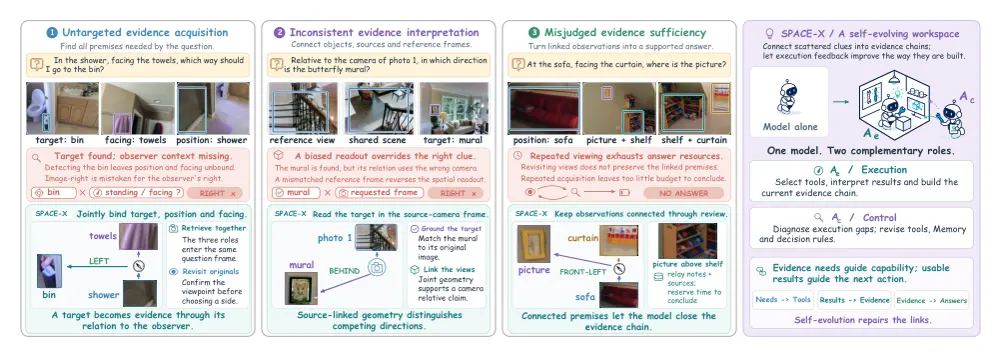 1 Untargeted evidence acquisition
Find all premises needed by the question.
In the shower, facing the towels, which way should
I go to the bin?
target: bin
facing: towels
position: shower
Target found; observer context missing.
Detecting the bin leaves position and facing unbound.
Image-right is mistaken for the observer's right.
bin × standing / facing ? RIGHT ×
SPACE-X Jointly bind target, position and facing.
towels
LEFT
bin
shower
Retrieve together
The three roles
enter the same
question frame.
Revisit originals
Confirm the
viewpoint before
choosing a side.
A target becomes evidence through its
relation to the observer.
2 Inconsistent evidence interpretation
Connect objects, sources and reference frames.
Relative to the camera of photo 1, in which direction
is the butterfly mural?
reference view
shared scene
target: mural
A biased readout overrides the right clue.
The mural is found, but its relation uses the wrong camera.
A mismatched reference frame reverses the spatial readout.
mural × requested frame RIGHT ×
SPACE-X Read the target in the source-camera frame.
photo 1
mural
BEHIND
Ground the target
Match the mural
to its original
image.
Link the views
Joint geometry
supports a camera
relative claim.
Source-linked geometry distinguishes
competing directions.
3 Misjudged evidence sufficiency
Turn linked observations into a supported answer.
At the sofa, facing the curtain, where is the picture?
position: sofa
picture + shelf
shelf + curtain
Repeated viewing exhausts answer resources.
Revisiting views does not preserve the linked premises.
Repeated acquisition leaves too little budget to conclude.
NO ANSWER
SPACE-X Keep observations connected through review.
curtain
picture
FRONT-LEFT
sofa
picture above shelf
relay notes +
sources;
reserve time to
conclude
Connected premises let the model close the
evidence chain.
SPACE-X / A self-evolving workspace
Connect scattered clues into evidence chains;
let execution feedback improve the way they are built.
Model alone
Ae
Ac
One model. Two complementary roles.
AE / Execution
Select tools, interpret results and build the
current evidence chain.
AC / Control
Diagnose execution gaps; revise tools, Memory
and decision rules.
Evidence needs guide capability; usable
results guide the next action.
Needs -> Tools
Results -> Evidence
Evidence -> Answers
Self-evolution repairs the links.